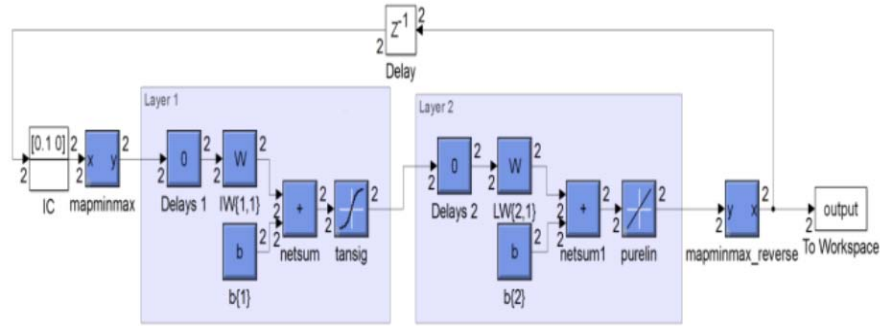 2
Z-1
2
2
Delay
Layer 1
Layer 2
[0.1 0]
2
2
2
IC
x
y
2
2
mapminmax
0
2
2
Delays 1
W
2
2
IW{1,1}
b
2
b{1}
+
2
2
2
netsum
2
2
tansig
0
2
2
Delays 2
W
2
2
LW{2,1}
b
2
b{2}
+
2
2
2
netsum1
2
2
purelin
y
x
2
2
mapminmax_reverse
output
2
To Workspace